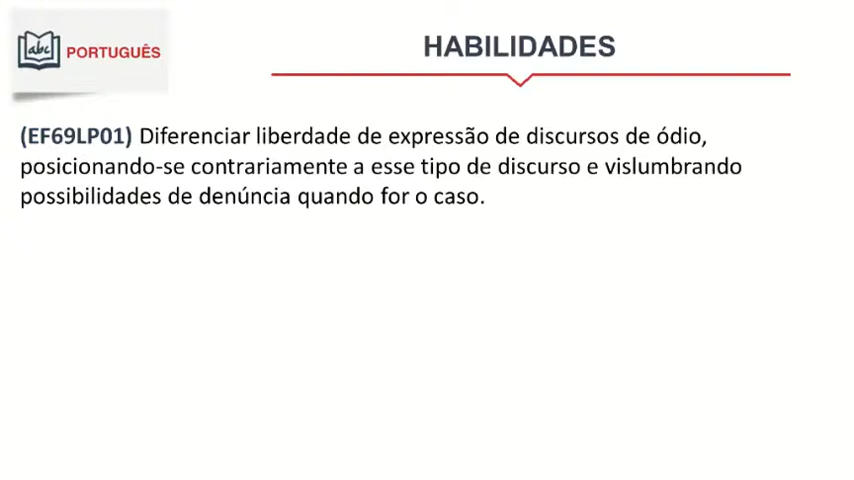 abc PORTUGUÊS
HABILIDADES
(EF69LP01) Diferenciar liberdade de expressão de discursos de ódio,
posicionando-se contrariamente a esse tipo de discurso e vislumbrando
possibilidades de denúncia quando for o caso.